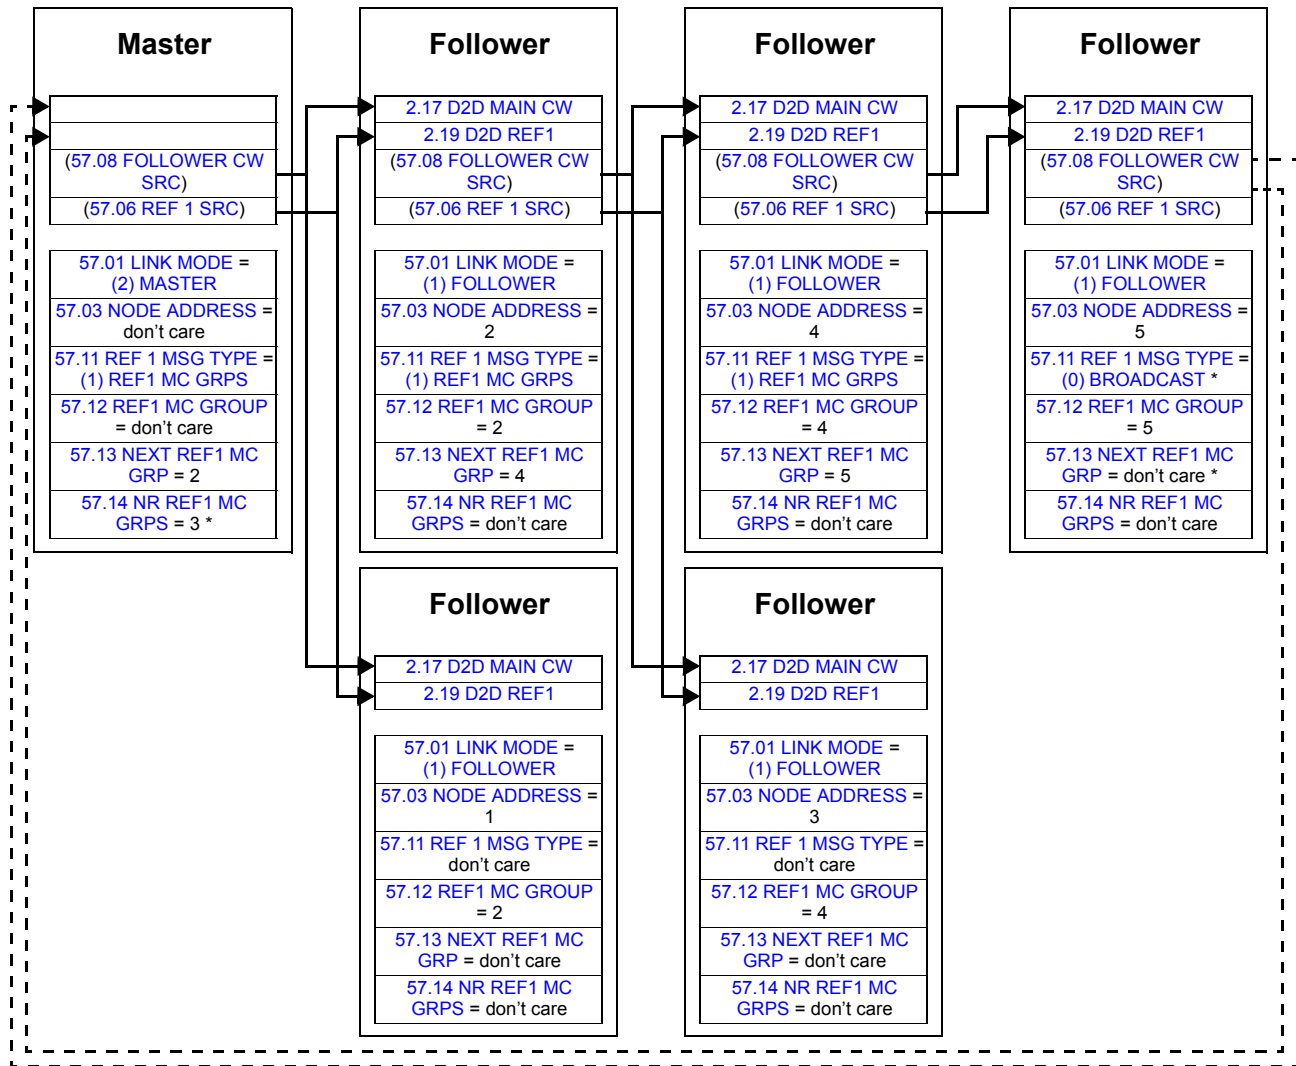 Master
(57.08 FOLLOWER CW
SRC)
(57.06 REF 1 SRC)
57.01 LINK MODE =
(2) MASTER
57.03 NODE ADDRESS =
don't care
57.11 REF 1 MSG TYPE =
(1) REF1 MC GRPS
57.12 REF1 MC GROUP
= don't care
57.13 NEXT REF1 MC
GRP = 2
57.14 NR REF1 MC
GRPS = 3 *
Follower
2.17 D2D MAIN CW
2.19 D2D REF1
(57.08 FOLLOWER CW
SRC)
(57.06 REF 1 SRC)
57.01 LINK MODE =
(1) FOLLOWER
57.03 NODE ADDRESS =
2
57.11 REF 1 MSG TYPE =
(1) REF1 MC GRPS
57.12 REF1 MC GROUP
= 2
57.13 NEXT REF1 MC
GRP = 4
57.14 NR REF1 MC
GRPS = don't care
Follower
2.17 D2D MAIN CW
2.19 D2D REF1
(57.08 FOLLOWER CW
SRC)
(57.06 REF 1 SRC)
57.01 LINK MODE =
(1) FOLLOWER
57.03 NODE ADDRESS =
4
57.11 REF 1 MSG TYPE =
(1) REF1 MC GRPS
57.12 REF1 MC GROUP
= 4
57.13 NEXT REF1 MC
GRP = 5
57.14 NR REF1 MC
GRPS = don't care
Follower
2.17 D2D MAIN CW
2.19 D2D REF1
(57.08 FOLLOWER CW
SRC)
(57.06 REF 1 SRC)
57.01 LINK MODE =
(1) FOLLOWER
57.03 NODE ADDRESS =
5
57.11 REF 1 MSG TYPE =
(0) BROADCAST *
57.12 REF1 MC GROUP
= 5
57.13 NEXT REF1 MC
GRP = don't care *
57.14 NR REF1 MC
GRPS = don't care
Follower
2.17 D2D MAIN CW
2.19 D2D REF1
57.01 LINK MODE =
(1) FOLLOWER
57.03 NODE ADDRESS =
1
57.11 REF 1 MSG TYPE =
don't care
57.12 REF1 MC GROUP
= 2
57.13 NEXT REF1 MC
GRP = don't care
57.14 NR REF1 MC
GRPS = don't care
Follower
2.17 D2D MAIN CW
2.19 D2D REF1
57.01 LINK MODE =
(1) FOLLOWER
57.03 NODE ADDRESS =
3
57.11 REF 1 MSG TYPE =
don't care
57.12 REF1 MC GROUP
= 4
57.13 NEXT REF1 MC
GRP = don't care
57.14 NR REF1 MC
GRPS = don't care